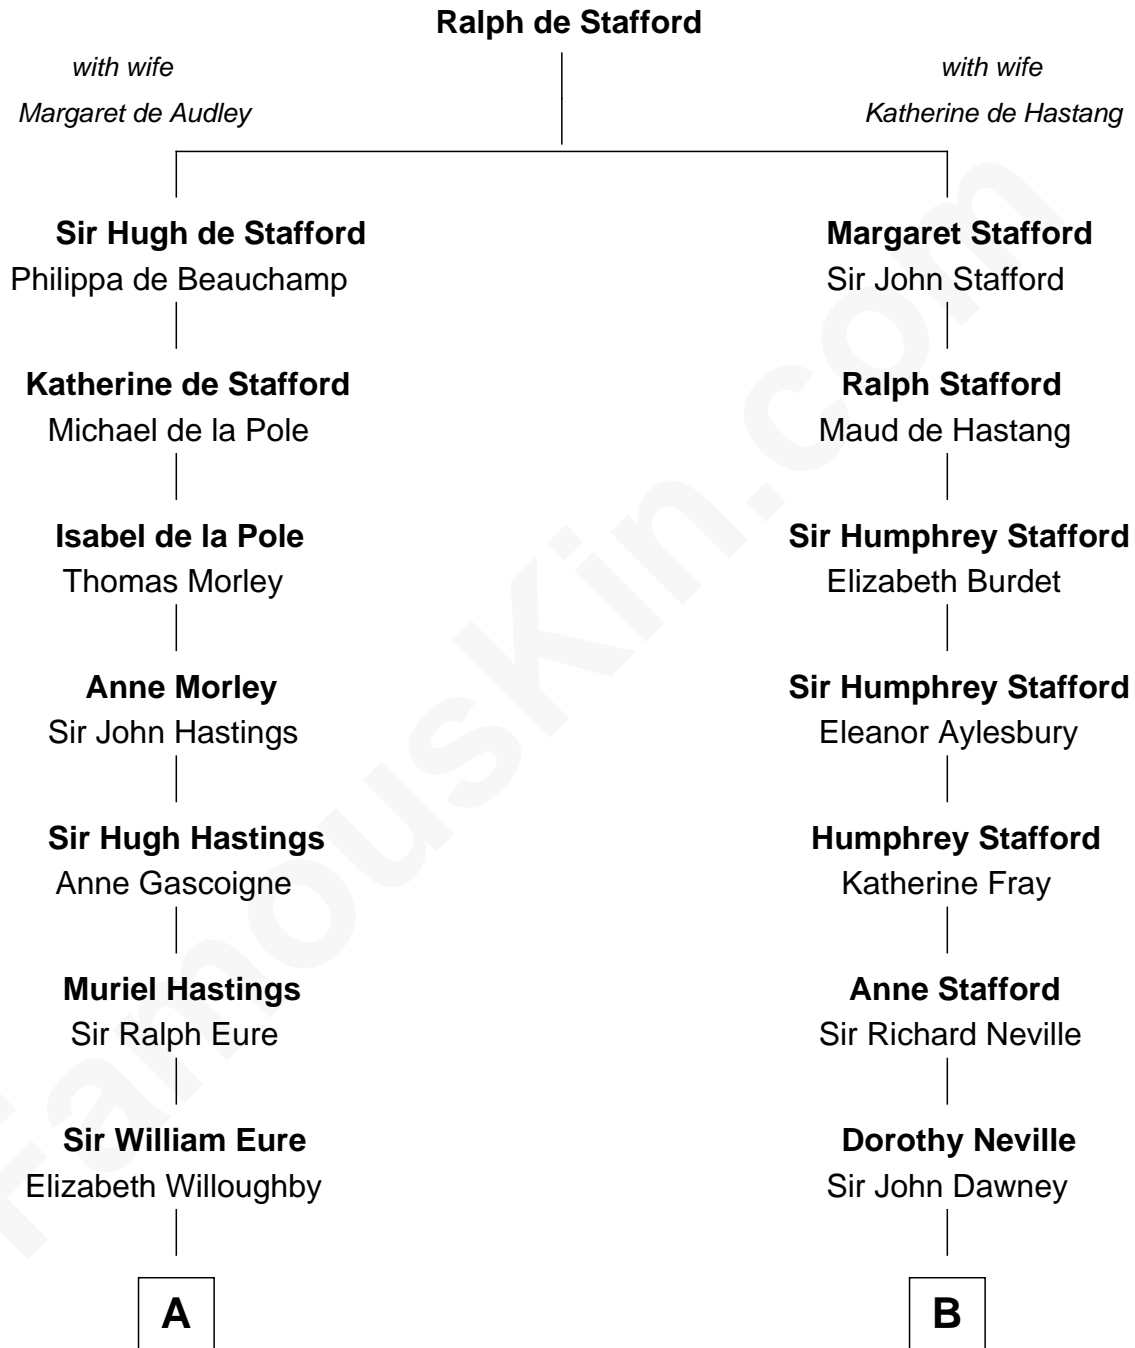 Ralph de Stafford
with wife
Margaret de Audley
with wife
Katherine de Hastang
Sir Hugh de Stafford
Philippa de Beauchamp
Margaret Stafford
Sir John Stafford
Katherine de Stafford
Michael de la Pole
Ralph Stafford
Maud de Hastang
Isabel de la Pole
Thomas Morley
Sir Humphrey Stafford
Elizabeth Burdet
Anne Morley
Sir John Hastings
Sir Humphrey Stafford
Eleanor Aylesbury
Sir Hugh Hastings
Anne Gascoigne
Humphrey Stafford
Katherine Fray
Muriel Hastings
Sir Ralph Eure
Anne Stafford
Sir Richard Neville
Sir William Eure
Elizabeth Willoughby
Dorothy Neville
Sir John Dawney
A
B
FamousKin.com